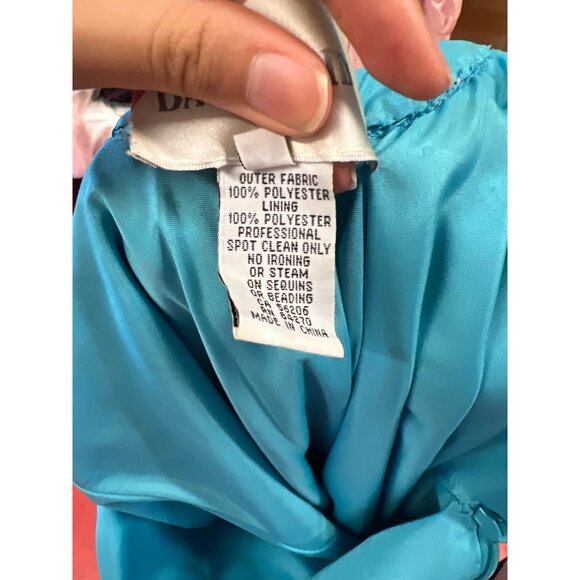 OUTER FABRIC
100% POLYESTER
LINING
100% POLYESTER
PROFESSIONAL
SPOT CLEAN ONLY
NO IRONING
OR STEAM
ON SEQUINS
OR BEADING
CA 56206
RN 84270
MADE IN CHINA